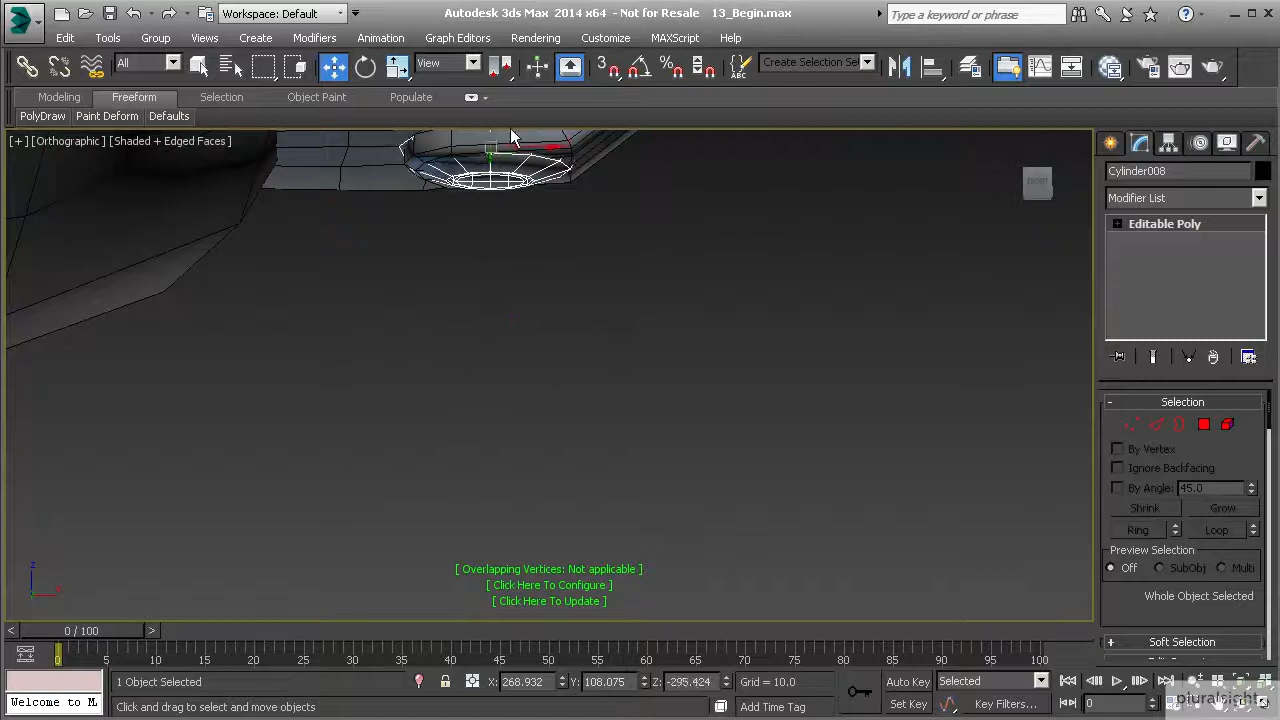 Workspace: Default
Autodesk 3ds Max 2014 x64 - Not for Resale 13_Begin.max
Type a keyword or phrase
Edit Tools Group Views Create Modifiers Animation Graph Editors Rendering Customize MAXScript Help
All View Create Selection Se
Modeling Freeform Selection Object Paint Populate
PolyDraw Paint Deform Defaults
[+] [Orthographic] [Shaded + Edged Faces]
FRONT
Cylinder008
Modifier List
Editable Poly
Selection
By Vertex
Ignore Backfacing
By Angle: 45.0
Shrink Grow
Ring Loop
Preview Selection
Off SubObj Multi
Whole Object Selected
Soft Selection
[ Overlapping Vertices: Not applicable ]
[ Click Here To Configure ]
[ Click Here To Update ]
z
x
< 0 / 100 >
0 5 10 15 20 25 30 35 40 45 50 55 60 65 70 75 80 85 90 95 100
1 Object Selected X: 268.932 Y: 108.075 Z: -295.424 Grid = 10.0 Auto Key Selected
Welcome to M Click and drag to select and move objects Add Time Tag Set Key Key Filters... 0
pluralsight